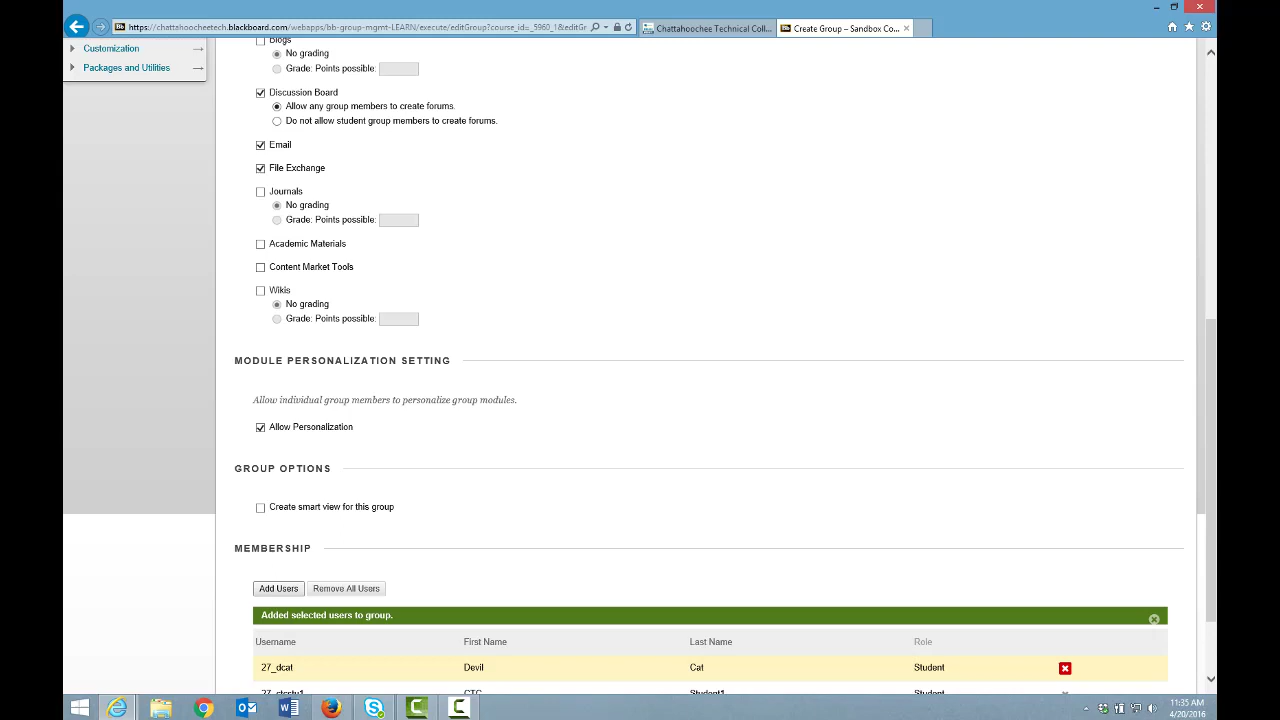 https://chattahoocheetech.blackboard.com/webapps/bb-group-mgmt-LEARN/execute/editGroup?course_id=_5960_1&editGr
Chattahoochee Technical Coll...
Create Group – Sandbox Co...
Customization
Packages and Utilities
Blogs
No grading
Grade: Points possible:
Discussion Board
Allow any group members to create forums.
Do not allow student group members to create forums.
Email
File Exchange
Journals
No grading
Grade: Points possible:
Academic Materials
Content Market Tools
Wikis
No grading
Grade: Points possible:
MODULE PERSONALIZATION SETTING
Allow individual group members to personalize group modules.
Allow Personalization
GROUP OPTIONS
Create smart view for this group
MEMBERSHIP
Add Users Remove All Users
Added selected users to group.
Username First Name Last Name Role
27_dcat Devil Cat Student
27_ctcstu1 CTC Student1 Student
11:35 AM
4/20/2016